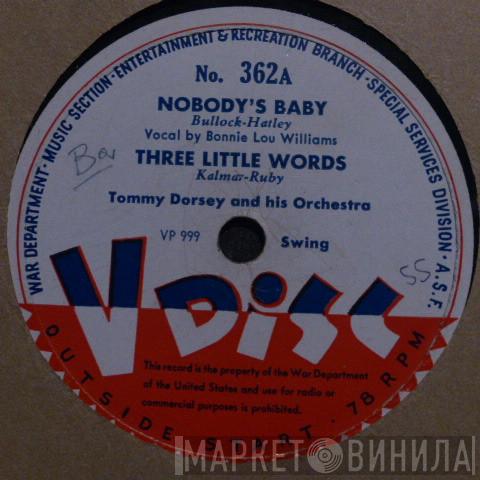 WAR DEPARTMENT · MUSIC SECTION · ENTERTAINMENT & RECREATION BRANCH · SPECIAL SERVICES DIVISION · A.S.F.
No. 362A
NOBODY'S BABY
Bullock-Hatley
Vocal by Bonnie Lou Williams
THREE LITTLE WORDS
Kalmar-Ruby
Tommy Dorsey and his Orchestra
VP 999
Swing
55
V DISC
This record is the property of the War Department
of the United States and use for radio or
commercial purposes is prohibited.
OUTSIDE START · 78 RPM
МАРКЕТ ВИНИЛА